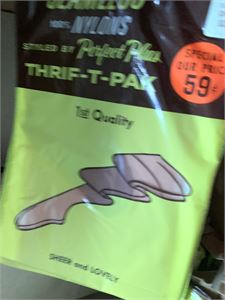 SEAMLESS
100% NYLONS
STYLED BY Perfect Plus
THRIF-T-PAK
SPECIAL
OUR PRICE
59¢
1st Quality
SHEER and LOVELY